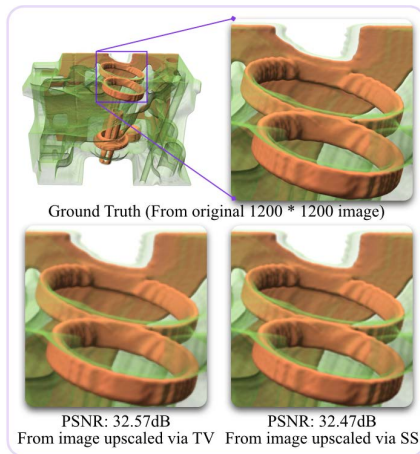 Ground Truth (From original 1200 * 1200 image)
PSNR: 32.57dB
PSNR: 32.47dB
From image upscaled via TV
From image upscaled via SS